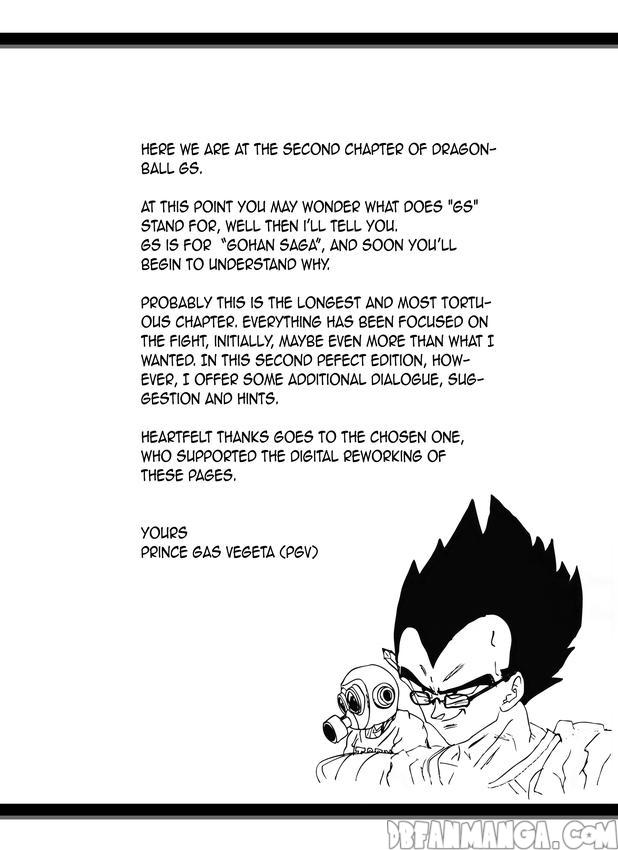 HERE WE ARE AT THE SECOND CHAPTER OF DRAGON-
BALL GS.
AT THIS POINT YOU MAY WONDER WHAT DOES "GS"
STAND FOR, WELL THEN I'LL TELL YOU.
GS IS FOR "GOHAN SAGA", AND SOON YOU'LL
BEGIN TO UNDERSTAND WHY.
PROBABLY THIS IS THE LONGEST AND MOST TORTU-
OUS CHAPTER. EVERYTHING HAS BEEN FOCUSED ON
THE FIGHT, INITIALLY, MAYBE EVEN MORE THAN WHAT I
WANTED. IN THIS SECOND PEFECT EDITION, HOW-
EVER, I OFFER SOME ADDITIONAL DIALOGUE, SUG-
GESTION AND HINTS.
HEARTFELT THANKS GOES TO THE CHOSEN ONE,
WHO SUPPORTED THE DIGITAL REWORKING OF
THESE PAGES.
YOURS
PRINCE GAS VEGETA (PGV)
DBFANMANGA.COM